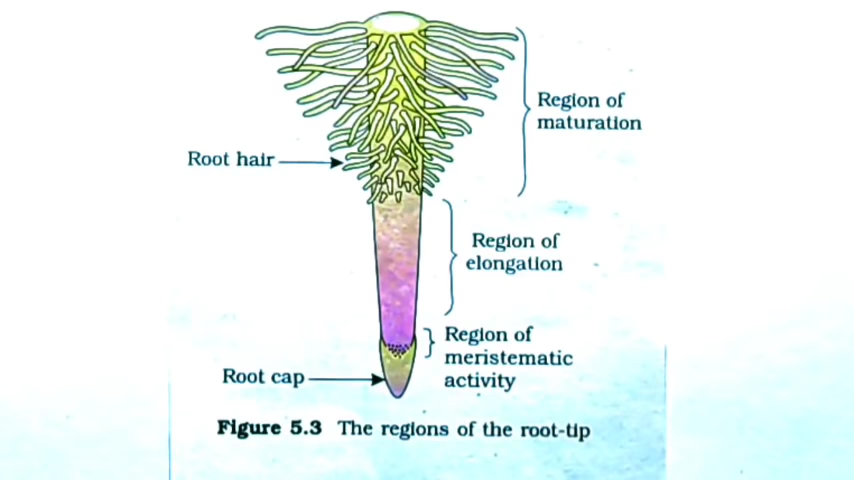 Region of
maturation
Root hair
Region of
elongation
Region of
meristematic
activity
Root cap
Figure 5.3 The regions of the root-tip